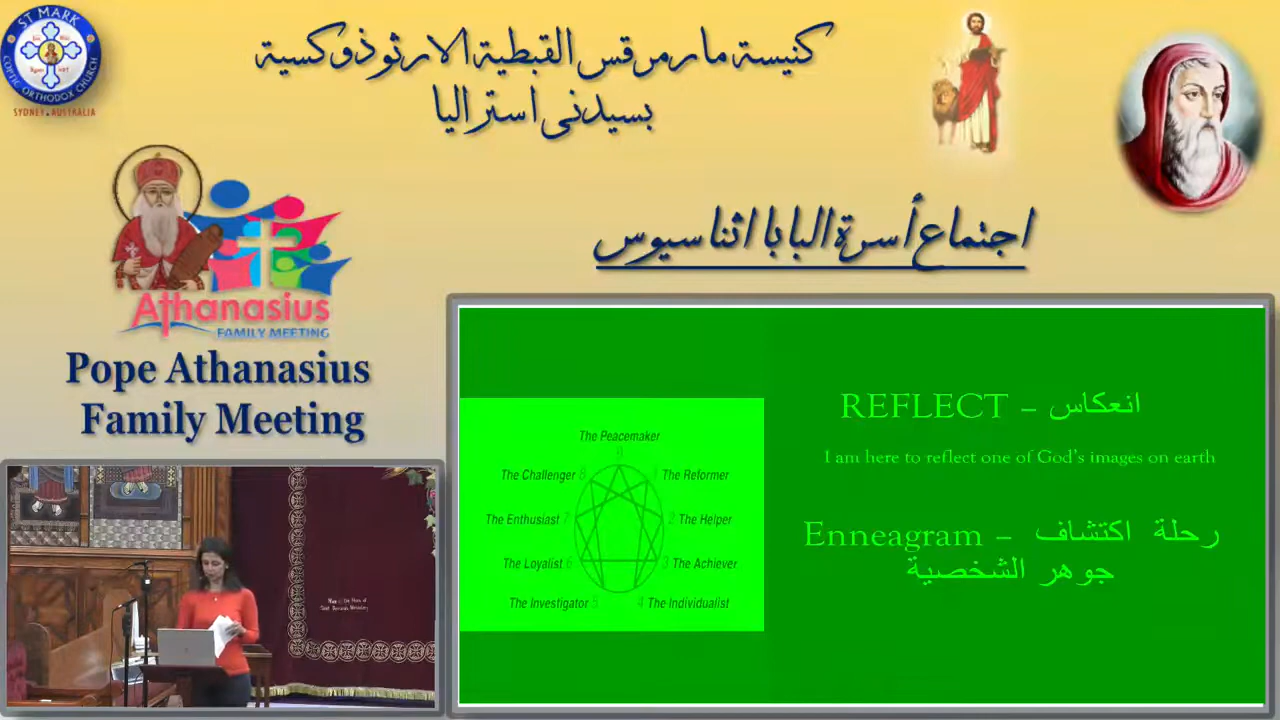 ST MARK
COPTIC ORTHODOX CHURCH
SYDNEY AUSTRALIA
كنيسة مارمرقس القبطية الارثوذوكسية
بسيدنى استراليا
اجتماع أسرة البابا اثناسيوس
Athanasius
FAMILY MEETING
Pope Athanasius
Family Meeting
The Peacemaker
9
The Challenger 8
1 The Reformer
The Enthusiast 7
2 The Helper
The Loyalist 6
3 The Achiever
The Investigator 5
4 The Individualist
REFLECT – انعكاس
I am here to reflect one of God's images on earth
Enneagram – رحلة اكتشاف
جوهر الشخصية